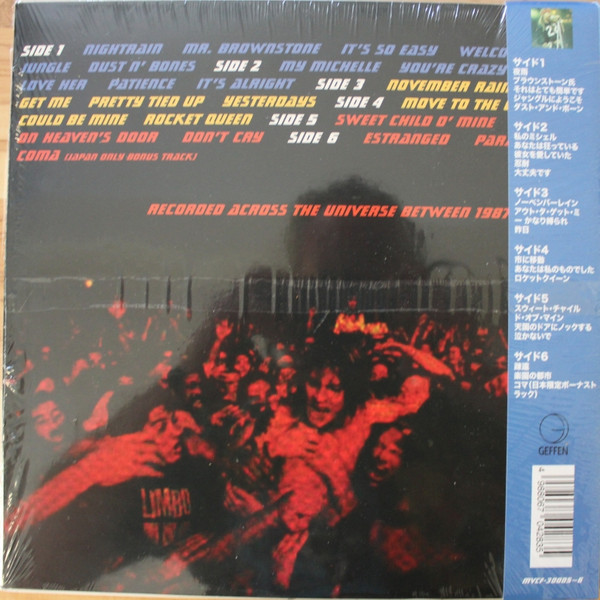 SIDE 1 NIGHTRAIN MR. BROWNSTONE IT'S SO EASY WELCO
JUNGLE DUST N' BONES SIDE 2 MY MICHELLE YOU'RE CRAZY
LOVE HER PATIENCE IT'S ALRIGHT SIDE 3 NOVEMBER RAIN
GET ME PRETTY TIED UP YESTERDAYS SIDE 4 MOVE TO THE
COULD BE MINE ROCKET QUEEN SIDE 5 SWEET CHILD O' MINE
ON HEAVEN'S DOOR DON'T CRY SIDE 6 ESTRANGED PAR
COMA (JAPAN ONLY BONUS TRACK)
RECORDED ACROSS THE UNIVERSE BETWEEN 1987
LIMBO
サイド1
夜雨
ブラウンストーン氏
それはとても簡単です
ジャングルにようこそ
ダストアンド・ボーン
サイド2
私のミシェル
あなたは狂っている
彼女を愛していた
忍耐
大丈夫です
サイド3
ノーベンバーレイン
アウト・タ・ゲット・ミ
ー かなり縛られ
昨日
サイド4
市に移動
あなたは私のものでした
ロケットクイーン
サイド5
スウィート・チャイル
ド・オブ・マイン
天国のドアにノックする
泣かないで
サイド6
疎遠
楽園の都市
コマ(日本限定ボーナスト
ラック)
GEFFEN
4 988067 042835
MVCF-30005~8